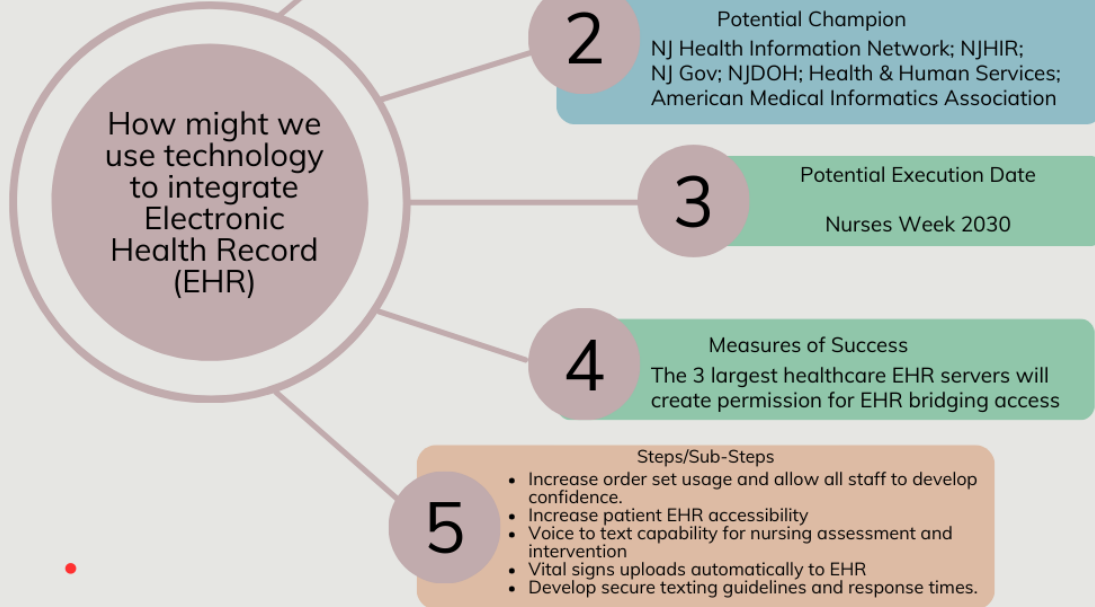 How might we
use technology
to integrate
Electronic
Health Record
(EHR)
2
Potential Champion
NJ Health Information Network; NJHIR;
NJ Gov; NJDOH; Health & Human Services;
American Medical Informatics Association
3
Potential Execution Date
Nurses Week 2030
4
Measures of Success
The 3 largest healthcare EHR servers will
create permission for EHR bridging access
5
Steps/Sub-Steps
• Increase order set usage and allow all staff to develop
confidence.
• Increase patient EHR accessibility
• Voice to text capability for nursing assessment and
intervention
• Vital signs uploads automatically to EHR
• Develop secure texting guidelines and response times.